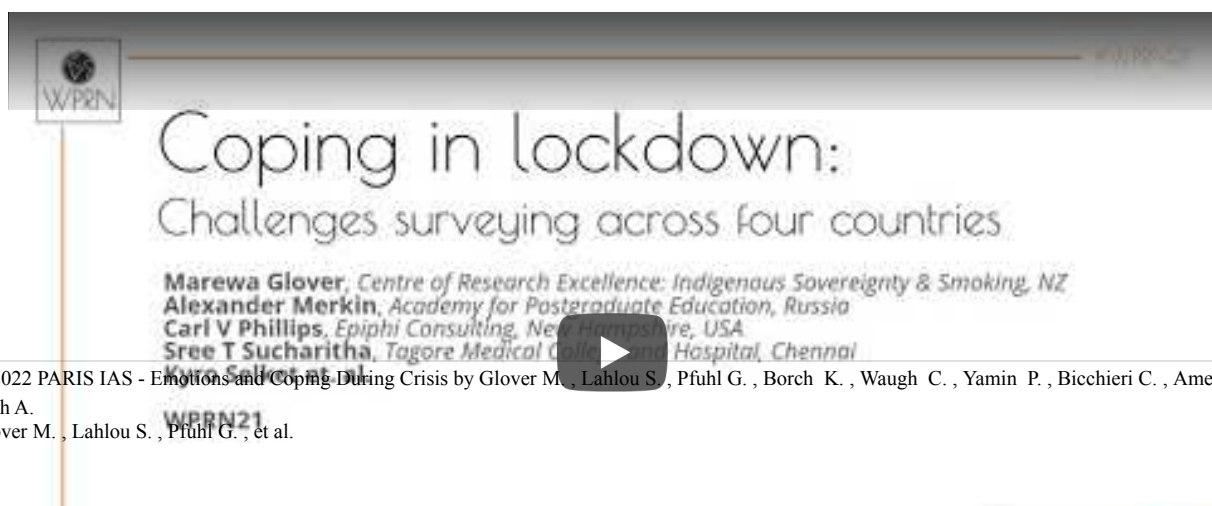 WPRN
Coping in lockdown:
Challenges surveying across four countries
Marewa Glover, Centre of Research Excellence: Indigenous Sovereignty & Smoking, NZ
Alexander Merkin, Academy for Postgraduate Education, Russia
Carl V Phillips, Epiphi Consulting, New Hampshire, USA
Sree T Sucharitha, Tagore Medical College and Hospital, Chennai
022 PARIS IAS - Emotions and Coping During Crisis by Glover M. , Lahlou S. , Pfuhl G. , Borch K. , Waugh C. , Yamin P. , Bicchieri C. , Ame
h A.
WPRN21
ver M. , Lahlou S. , Pfuhl G. , et al.